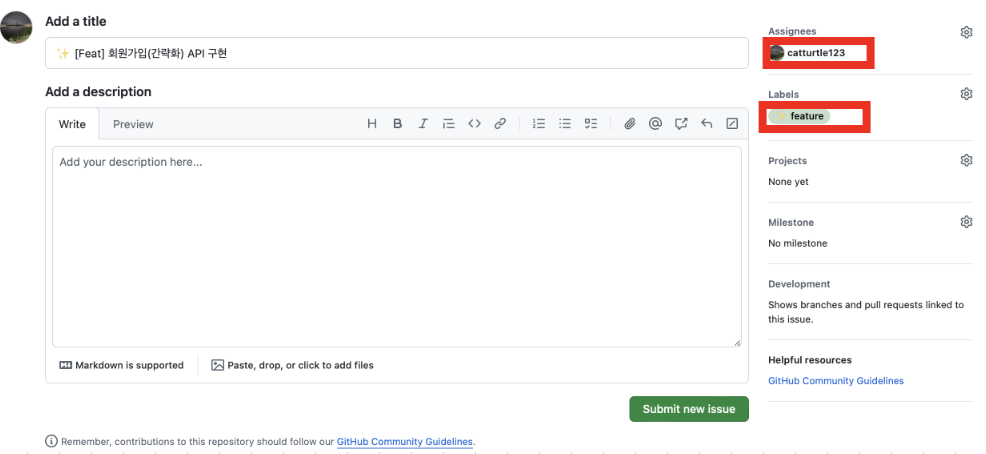 Add a title
✨ [Feat] 회원가입(간략화) API 구현
Add a description
Write
Preview
Add your description here...
Markdown is supported
Paste, drop, or click to add files
Submit new issue
Remember, contributions to this repository should follow our GitHub Community Guidelines.
Assignees
catturtle123
Labels
✨ feature
Projects
None yet
Milestone
No milestone
Development
Shows branches and pull requests linked to
this issue.
Helpful resources
GitHub Community Guidelines